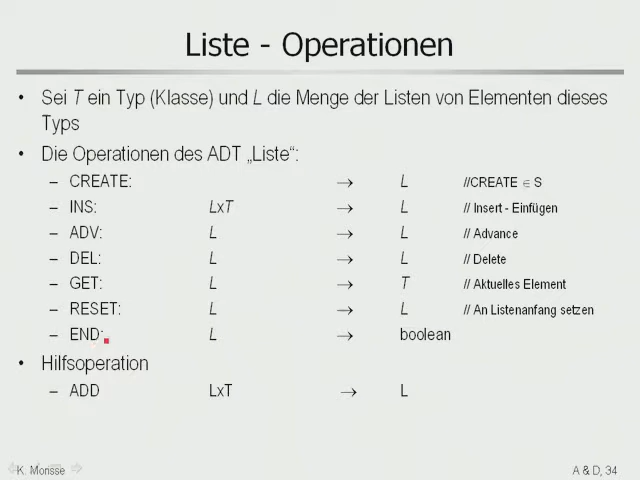 Liste - Operationen
• Sei T ein Typ (Klasse) und L die Menge der Listen von Elementen dieses
Typs
• Die Operationen des ADT „Liste“:
– CREATE: → L //CREATE ∈ S
– INS: LxT → L // Insert - Einfügen
– ADV: L → L // Advance
– DEL: L → L // Delete
– GET: L → T // Aktuelles Element
– RESET: L → L // An Listenanfang setzen
– END: L → boolean
• Hilfsoperation
– ADD LxT → L
K. Morisse A & D, 34